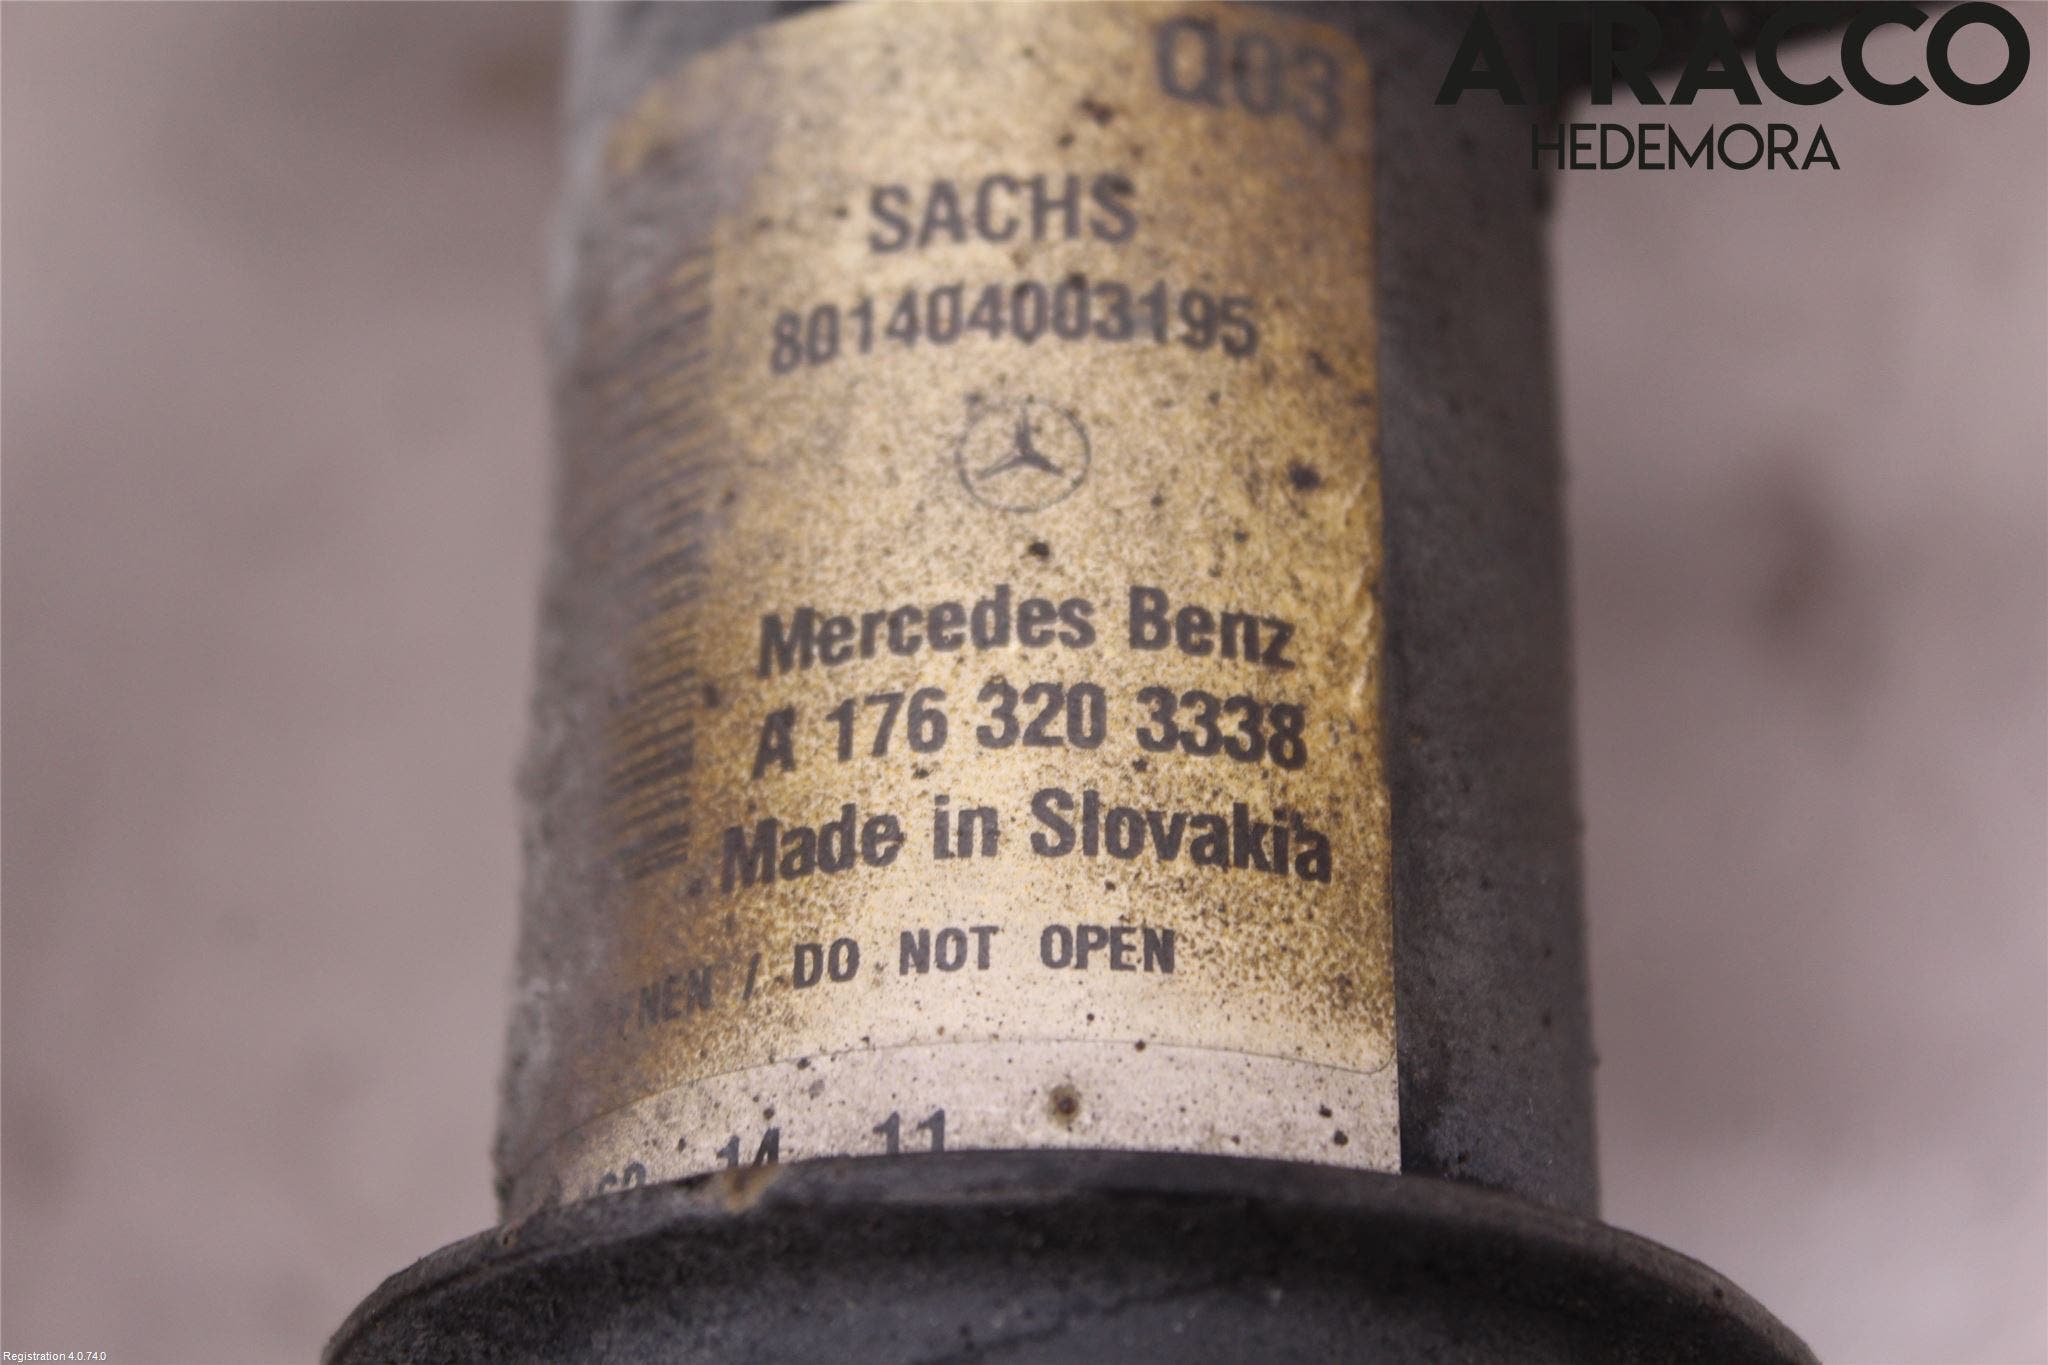 ATRACCO
HEDEMORA
Q03
SACHS
801404003195
Mercedes Benz
A 176 320 3338
Made in Slovakia
/ DO NOT OPEN
14 11
Registration 4.0.74.0